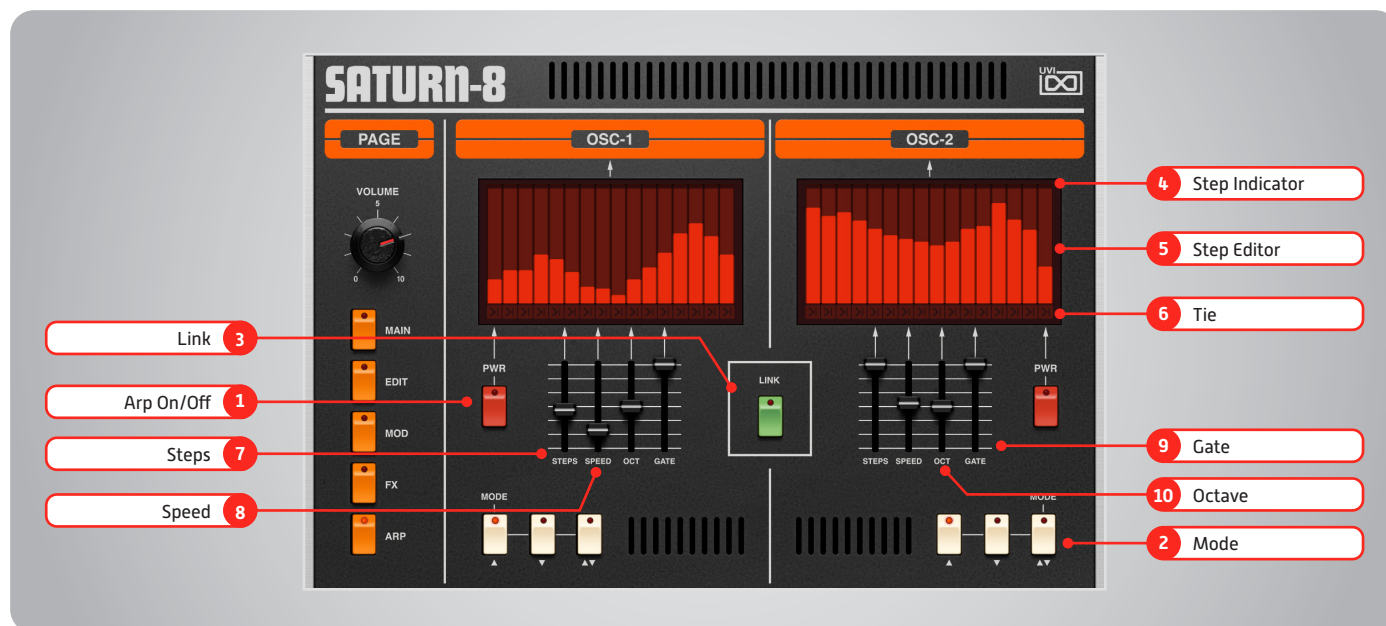 SATURN-8
UVI
PAGE
OSC-1
OSC-2
VOLUME
5
0
10
MAIN
EDIT
MOD
FX
ARP
PWR
STEPS SPEED OCT GATE
MODE
▲ ▼ ▲▼
LINK
STEPS SPEED OCT GATE
PWR
MODE
▲ ▼ ▲▼
Link 3
Arp On/Off 1
Steps 7
Speed 8
4 Step Indicator
5 Step Editor
6 Tie
9 Gate
10 Octave
2 Mode